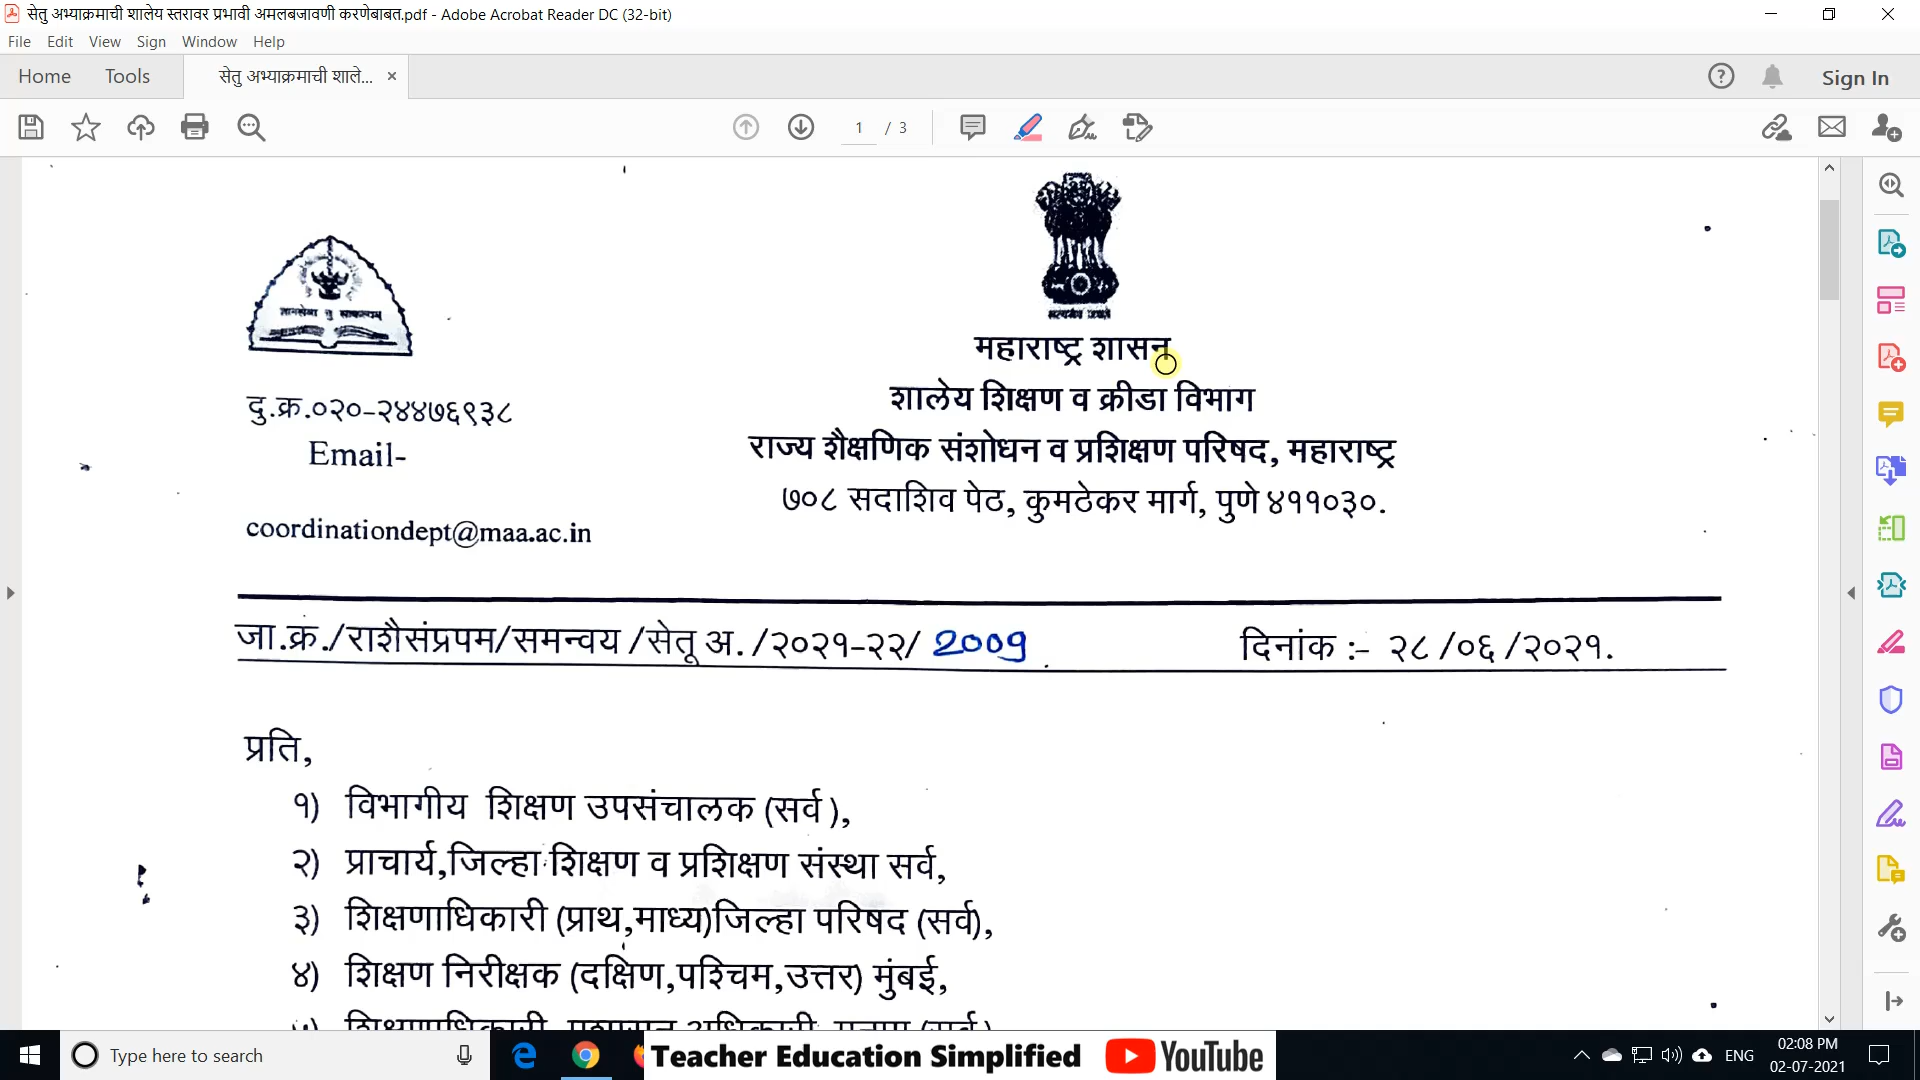 सेतु अभ्याक्रमाची शालेय स्तरावर प्रभावी अमलबजावणी करणेबाबत.pdf - Adobe Acrobat Reader DC (32-bit)
File Edit View Sign Window Help
Home Tools सेतु अभ्याक्रमाची शाले... × Sign In
1 / 3
सत्यमेव जयते
महाराष्ट्र शासन
शालेय शिक्षण व क्रीडा विभाग
राज्य शैक्षणिक संशोधन व प्रशिक्षण परिषद, महाराष्ट्र
७०८ सदाशिव पेठ, कुमठेकर मार्ग, पुणे ४११०३०.
दु.क्र.०२०-२४४७६९३८
Email-
coordinationdept@maa.ac.in
जा.क्र./राशैसंप्रपम/समन्वय/सेतू अ./२०२१-२२/ 2009
दिनांक :- २८/०६/२०२१.
प्रति,
१) विभागीय शिक्षण उपसंचालक (सर्व),
२) प्राचार्य,जिल्हा शिक्षण व प्रशिक्षण संस्था सर्व,
३) शिक्षणाधिकारी (प्राथ,माध्य)जिल्हा परिषद (सर्व),
४) शिक्षण निरीक्षक (दक्षिण,पश्चिम,उत्तर) मुंबई,
Type here to search
Teacher Education Simplified YouTube
ENG
02:08 PM
02-07-2021